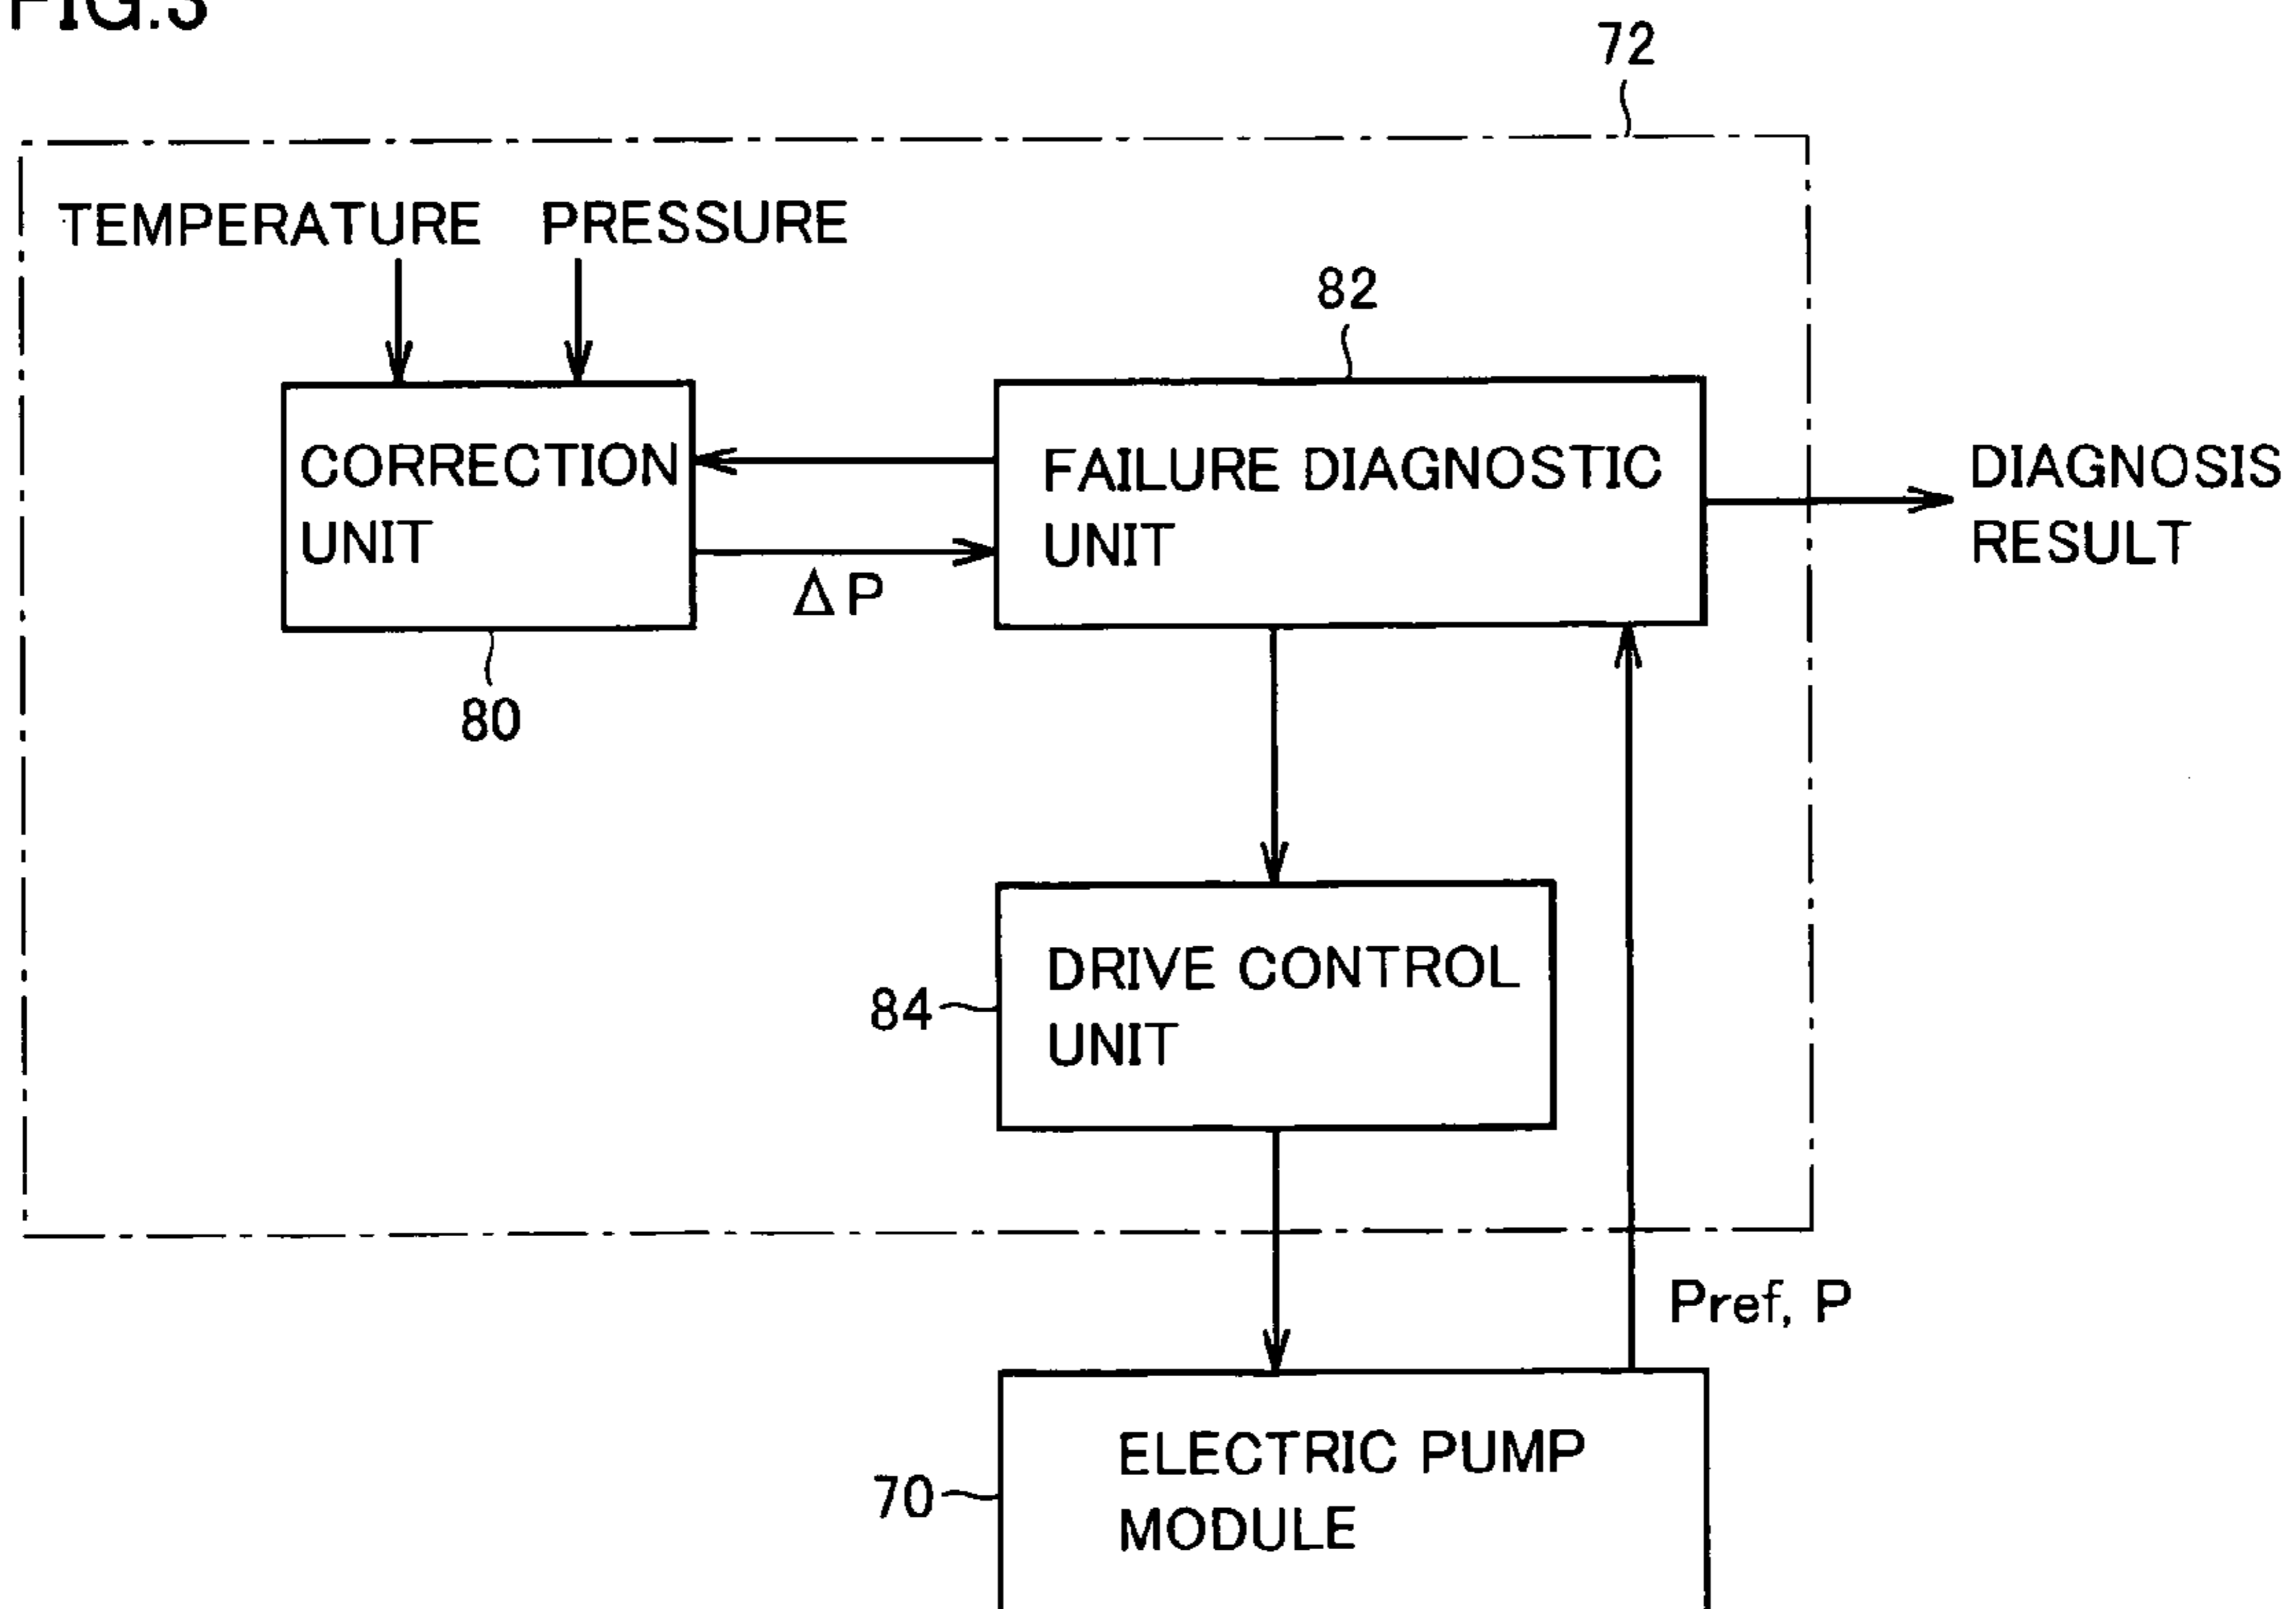 FIG.3
72
TEMPERATURE PRESSURE
82
CORRECTION
UNIT
FAILURE DIAGNOSTIC
UNIT
DIAGNOSIS
RESULT
ΔP
80
84
DRIVE CONTROL
UNIT
Pref, P
70
ELECTRIC PUMP
MODULE